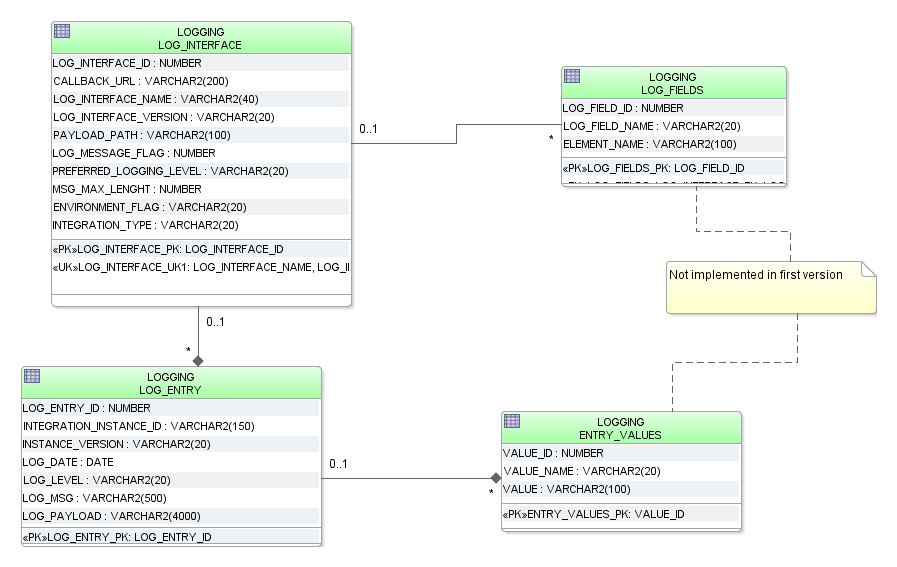 LOGGING
LOG_INTERFACE
LOG_INTERFACE_ID : NUMBER
CALLBACK_URL : VARCHAR2(200)
LOG_INTERFACE_NAME : VARCHAR2(40)
LOG_INTERFACE_VERSION : VARCHAR2(20)
PAYLOAD_PATH : VARCHAR2(100)
LOG_MESSAGE_FLAG : NUMBER
PREFERRED_LOGGING_LEVEL : VARCHAR2(20)
MSG_MAX_LENGHT : NUMBER
ENVIRONMENT_FLAG : VARCHAR2(20)
INTEGRATION_TYPE : VARCHAR2(20)
«PK»LOG_INTERFACE_PK: LOG_INTERFACE_ID
«UK»LOG_INTERFACE_UK1: LOG_INTERFACE_NAME, LOG_I
0..1
*
LOGGING
LOG_FIELDS
LOG_FIELD_ID : NUMBER
LOG_FIELD_NAME : VARCHAR2(20)
ELEMENT_NAME : VARCHAR2(100)
«PK»LOG_FIELDS_PK: LOG_FIELD_ID
Not implemented in first version
0..1
*
LOGGING
LOG_ENTRY
LOG_ENTRY_ID : NUMBER
INTEGRATION_INSTANCE_ID : VARCHAR2(150)
INSTANCE_VERSION : VARCHAR2(20)
LOG_DATE : DATE
LOG_LEVEL : VARCHAR2(20)
LOG_MSG : VARCHAR2(500)
LOG_PAYLOAD : VARCHAR2(4000)
«PK»LOG_ENTRY_PK: LOG_ENTRY_ID
0..1
*
LOGGING
ENTRY_VALUES
VALUE_ID : NUMBER
VALUE_NAME : VARCHAR2(20)
VALUE : VARCHAR2(100)
«PK»ENTRY_VALUES_PK: VALUE_ID